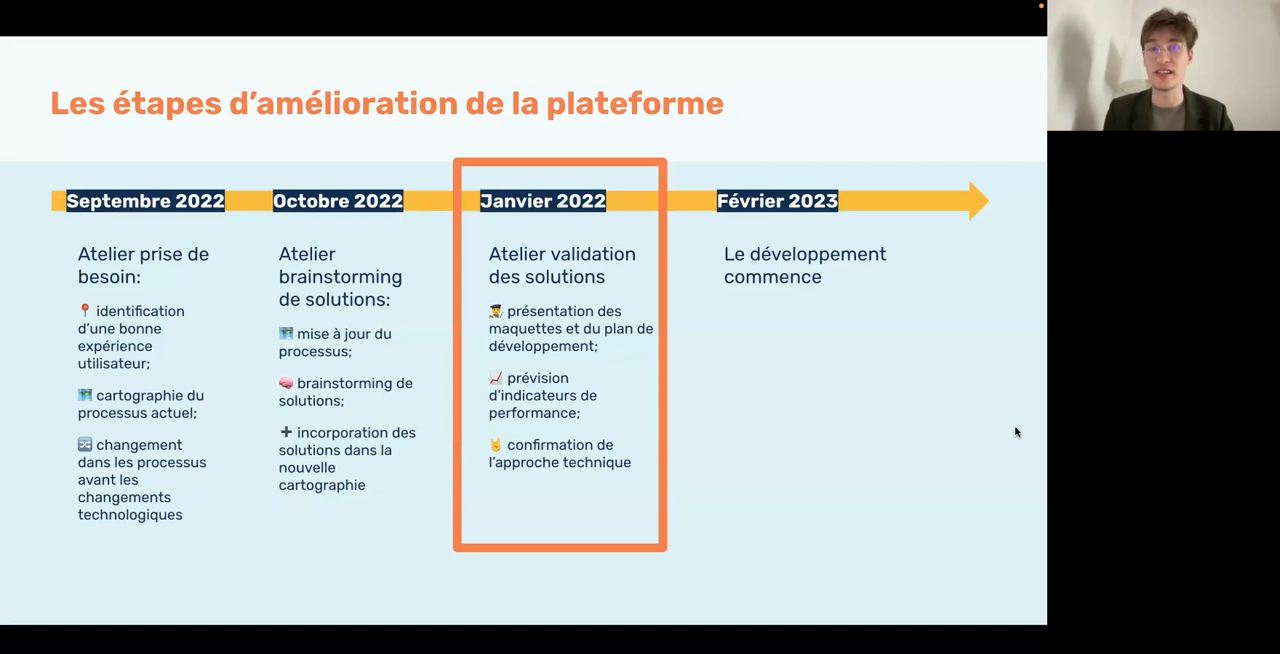 Les étapes d’amélioration de la plateforme
Septembre 2022
Octobre 2022
Janvier 2022
Février 2023
Atelier prise de
besoin:
📍 identification
d’une bonne
expérience
utilisateur;
🗺️ cartographie du
processus actuel;
🔀 changement
dans les processus
avant les
changements
technologiques
Atelier
brainstorming
de solutions:
🗺️ mise à jour du
processus;
🧠 brainstorming de
solutions;
➕ incorporation des
solutions dans la
nouvelle
cartographie
Atelier validation
des solutions
👩‍🎨 présentation des
maquettes et du plan de
développement;
📈 prévision
d’indicateurs de
performance;
🤘 confirmation de
l’approche technique
Le développement
commence